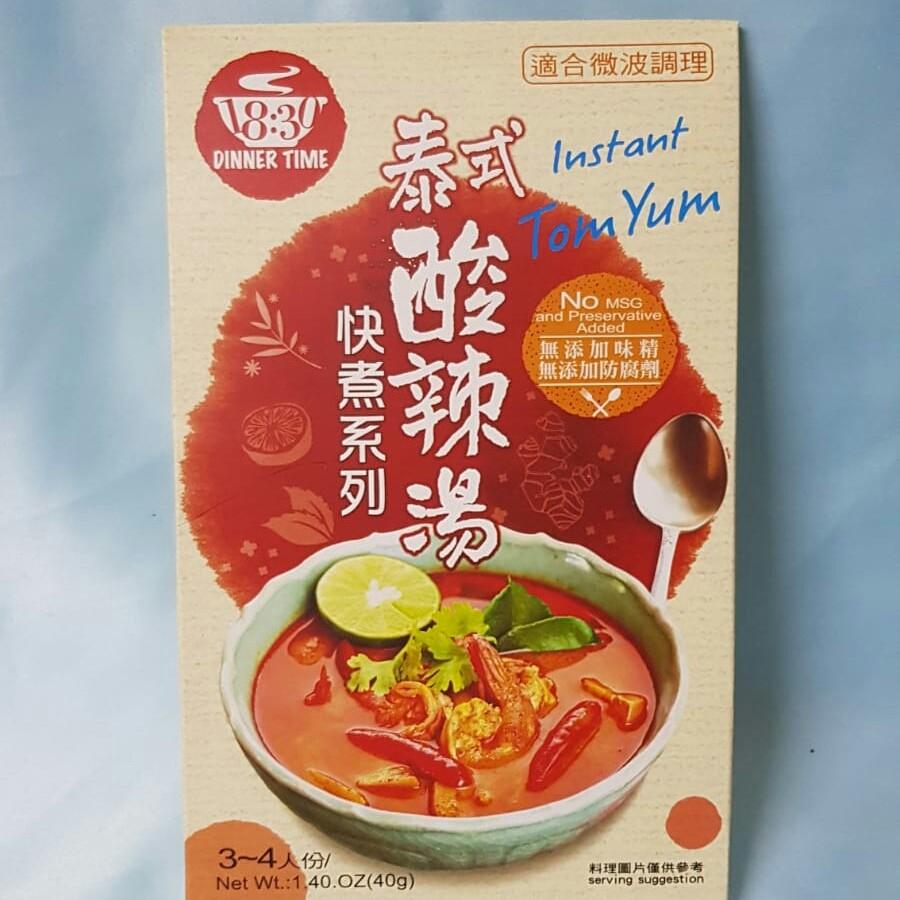 適合微波調理
18:30
DINNER TIME
泰式
酸辣湯
快煮系列
Instant
Tom Yum
No MSG
and Preservative
Added
無添加味精
無添加防腐劑
3~4人份/
Net Wt.:1.40.OZ(40g)
料理圖片僅供參考
serving suggestion